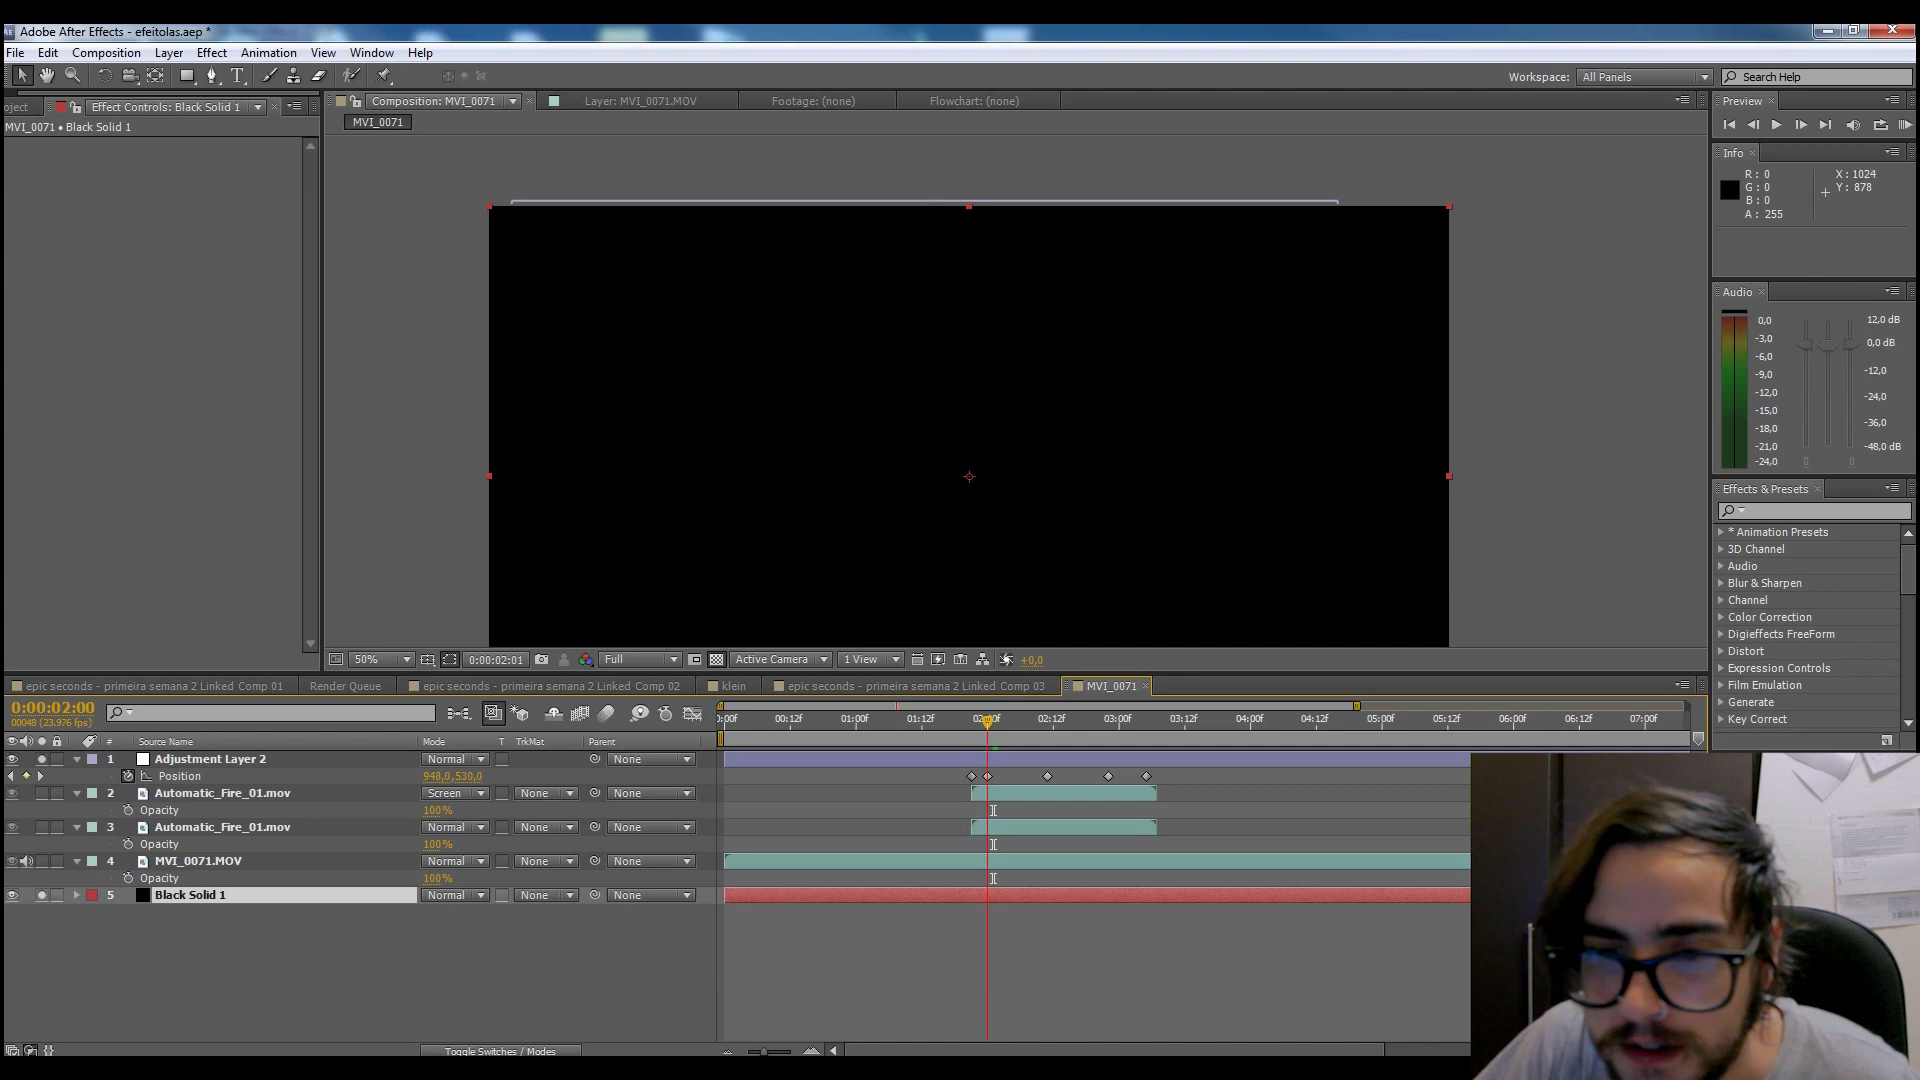 Adobe After Effects - efeitolas.aep *
File Edit Composition Layer Effect Animation View Window Help
Workspace: All Panels Search Help
oject Effect Controls: Black Solid 1
MVI_0071 • Black Solid 1
Composition: MVI_0071 Layer: MVI_0071.MOV Footage: (none) Flowchart: (none)
MVI_0071
Preview
Info
R: 0 X: 1024
G: 0 Y: 878
B: 0
A: 255
Audio
0,0 12,0 dB
-3,0 0,0 dB
-6,0
-9,0 -12,0
-12,0 -24,0
-15,0
-18,0 -36,0
-21,0 -48,0 dB
-24,0 0 0
Effects & Presets
* Animation Presets
3D Channel
Audio
Blur & Sharpen
Channel
Color Correction
Digieffects FreeForm
Distort
Expression Controls
Film Emulation
Generate
Key Correct
50% 0:00:02:01 Full Active Camera 1 View +0,0
epic seconds - primeira semana 2 Linked Comp 01 Render Queue epic seconds - primeira semana 2 Linked Comp 02 klein epic seconds - primeira semana 2 Linked Comp 03 MVI_0071
0:00:02:00
00048 (23.976 fps)
):00f 00:12f 01:00f 01:12f 02:00f 02:12f 03:00f 03:12f 04:00f 04:12f 05:00f 05:12f 06:00f 06:12f 07:00f
# Source Name Mode T TrkMat Parent
1 Adjustment Layer 2 Normal None
Position 948,0,530,0
2 Automatic_Fire_01.mov Screen None None
Opacity 100%
3 Automatic_Fire_01.mov Normal None None
Opacity 100%
4 MVI_0071.MOV Normal None None
Opacity 100%
5 Black Solid 1 Normal None None
Toggle Switches / Modes